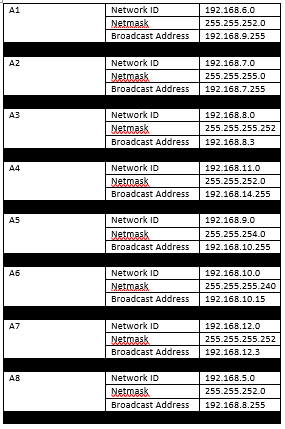 A1 Network ID 192.168.6.0
Netmask 255.255.252.0
Broadcast Address 192.168.9.255
A2 Network ID 192.168.7.0
Netmask 255.255.255.0
Broadcast Address 192.168.7.255
A3 Network ID 192.168.8.0
Netmask 255.255.255.252
Broadcast Address 192.168.8.3
A4 Network ID 192.168.11.0
Netmask 255.255.252.0
Broadcast Address 192.168.14.255
A5 Network ID 192.168.9.0
Netmask 255.255.254.0
Broadcast Address 192.168.10.255
A6 Network ID 192.168.10.0
Netmask 255.255.255.240
Broadcast Address 192.168.10.15
A7 Network ID 192.168.12.0
Netmask 255.255.255.252
Broadcast Address 192.168.12.3
A8 Network ID 192.168.5.0
Netmask 255.255.252.0
Broadcast Address 192.168.8.255